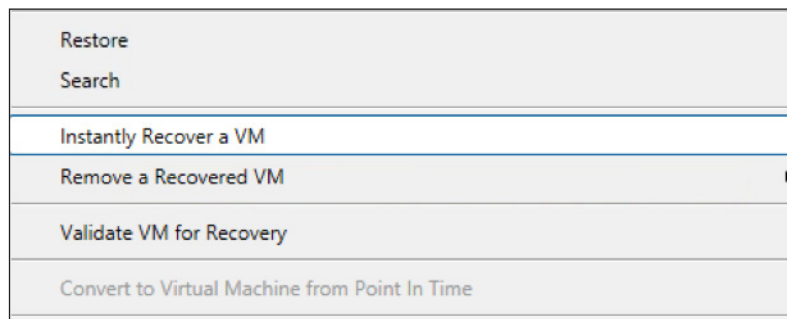 Restore
Search
Instantly Recover a VM
Remove a Recovered VM
Validate VM for Recovery
Convert to Virtual Machine from Point In Time